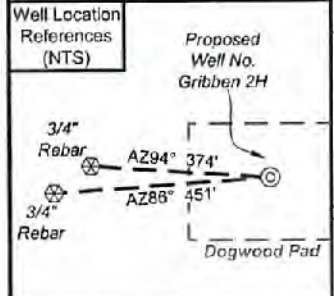 Well Location
References
(NTS)
Proposed
Well No.
Gribben 2H
3/4"
Rebar
AZ94° 374'
AZ86° 451'
3/4"
Rebar
Dogwood Pad